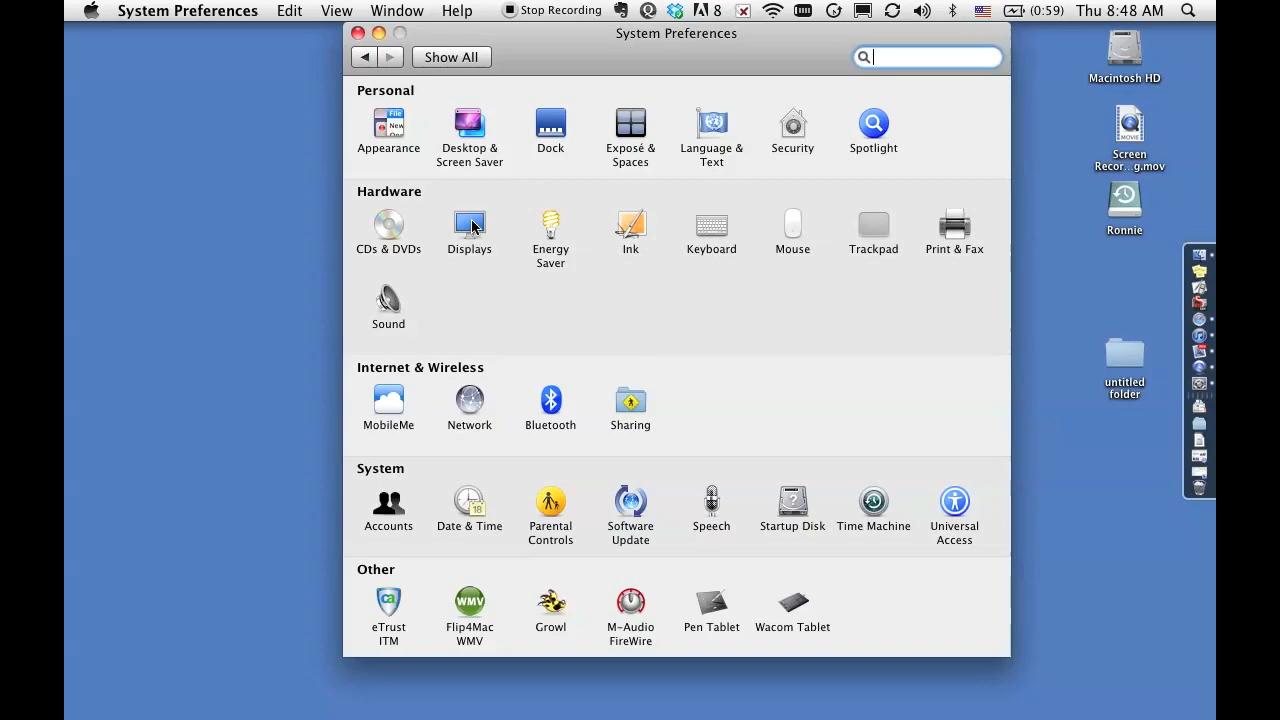 System Preferences Edit View Window Help Stop Recording 8 (0:59) Thu 8:48 AM
System Preferences
Show All
Macintosh HD
Personal
Appearance
Desktop &
Screen Saver
Dock
Exposé &
Spaces
Language &
Text
Security
Spotlight
MOVIE
Screen
Recor...g.mov
Ronnie
Hardware
CDs & DVDs
Displays
Energy
Saver
Ink
Keyboard
Mouse
Trackpad
Print & Fax
Sound
untitled
folder
Internet & Wireless
MobileMe
Network
Bluetooth
Sharing
System
Accounts
18
Date & Time
Parental
Controls
Software
Update
Speech
Startup Disk
Time Machine
Universal
Access
Other
ca
eTrust
ITM
WMV
Flip4Mac
WMV
Growl
M-Audio
FireWire
Pen Tablet
Wacom Tablet